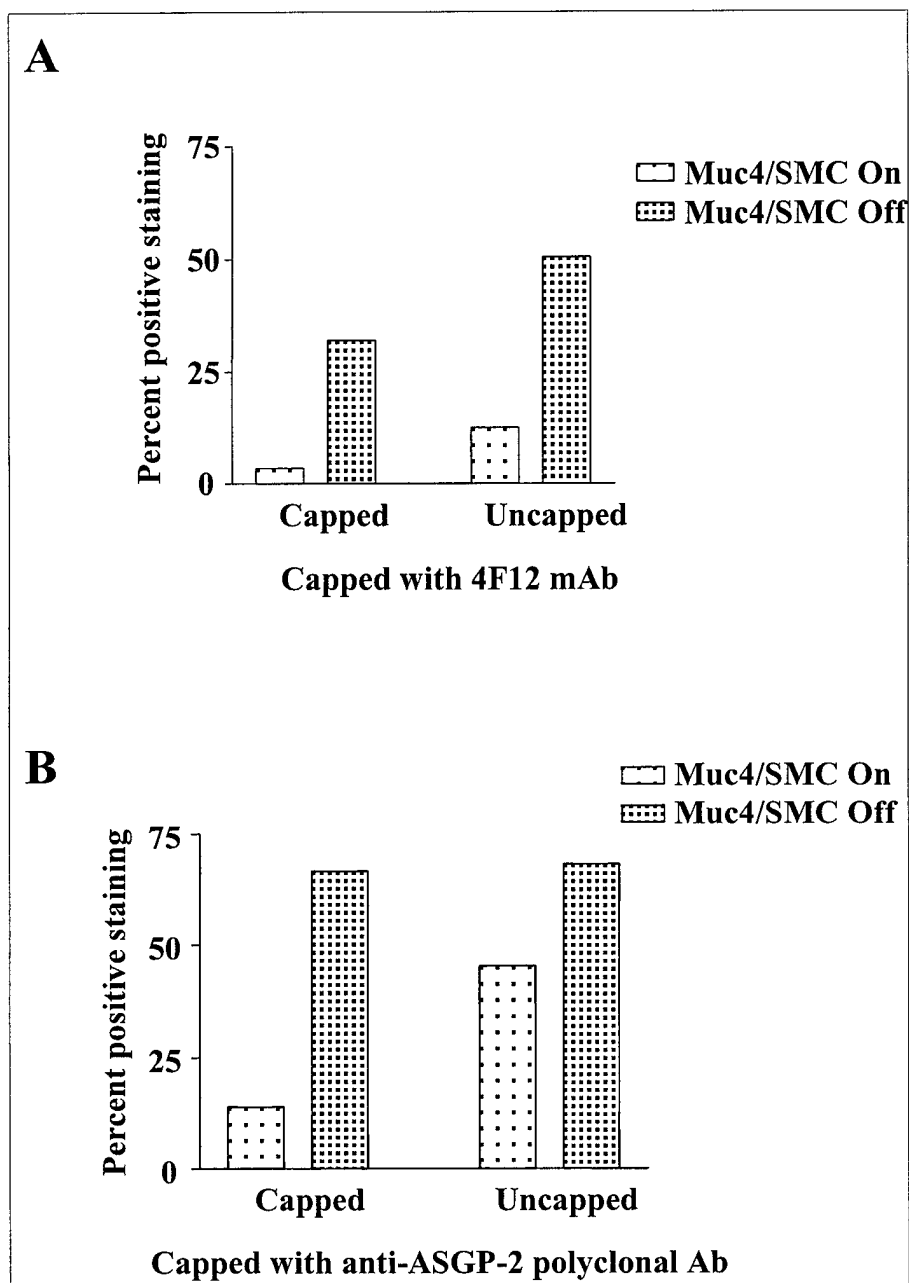 A
Percent positive staining
75
50
25
0
Muc4/SMC On
Muc4/SMC Off
Capped
Uncapped
Capped with 4F12 mAb
B
Percent positive staining
75
50
25
0
Muc4/SMC On
Muc4/SMC Off
Capped
Uncapped
Capped with anti-ASGP-2 polyclonal Ab